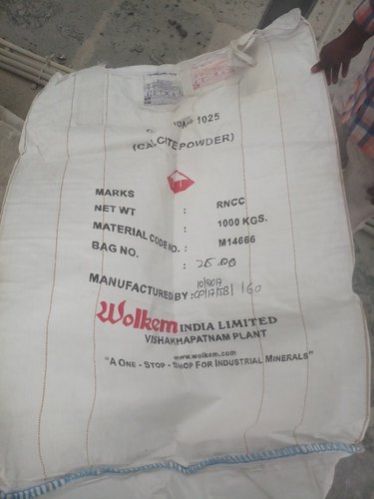 1025
(CALCITE POWDER)
MARKS : RNCC
NET WT : 1000 KGS.
MATERIAL CODE NO. : M14666
BAG NO. :
MANUFACTURED BY :
Wolkem INDIA LIMITED
VISHAKHAPATNAM PLANT
www.wolkem.com
"A ONE - STOP - SHOP FOR INDUSTRIAL MINERALS"